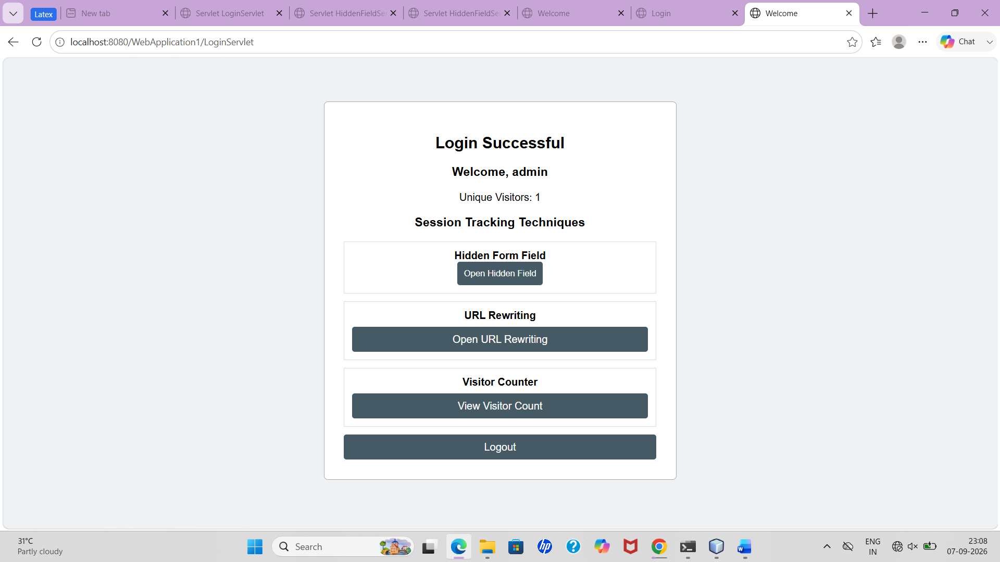 Latex
New tab
Servlet LoginServlet
Servlet HiddenFieldSe
Servlet HiddenFieldSe
Welcome
Login
Welcome
localhost:8080/WebApplication1/LoginServlet
Chat
Login Successful
Welcome, admin
Unique Visitors: 1
Session Tracking Techniques
Hidden Form Field
Open Hidden Field
URL Rewriting
Open URL Rewriting
Visitor Counter
View Visitor Count
Logout
31°C
Partly cloudy
Search
hp
W
ENG
IN
23:08
07-09-2026